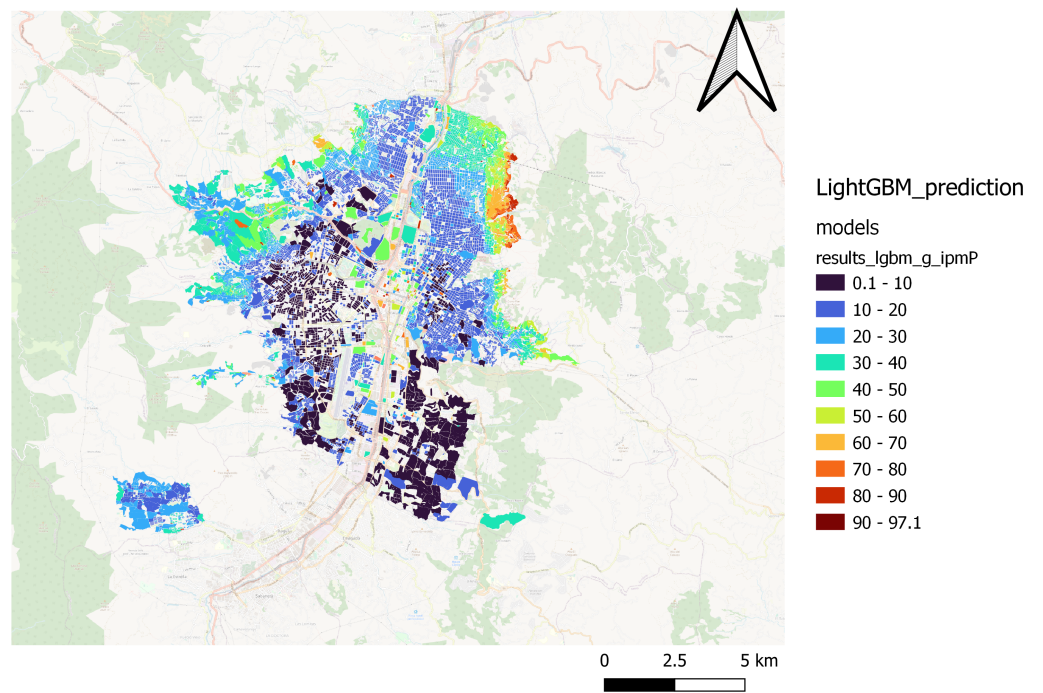 LightGBM_prediction
models
results_lgbm_g_ipmP
0.1 - 10
10 - 20
20 - 30
30 - 40
40 - 50
50 - 60
60 - 70
70 - 80
80 - 90
90 - 97.1
Sabaneta
0 2.5 5 km